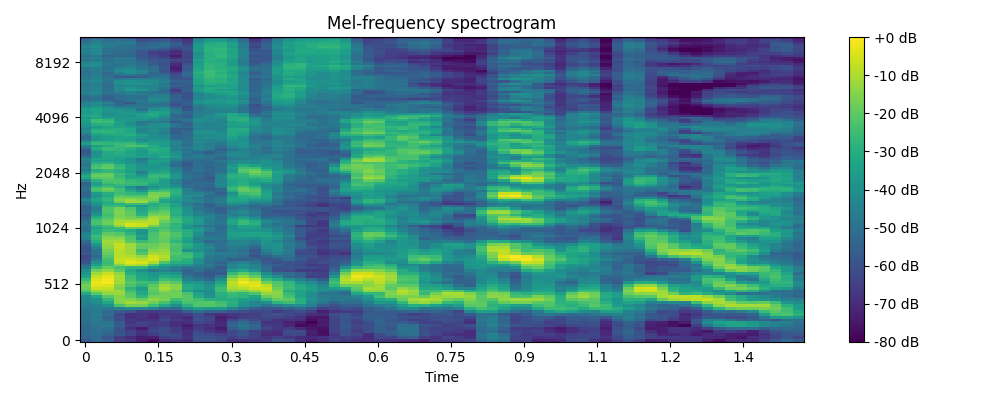 Mel-frequency spectrogram
Hz
8192
4096
2048
1024
512
0
0 0.15 0.3 0.45 0.6 0.75 0.9 1.1 1.2 1.4
Time
+0 dB
-10 dB
-20 dB
-30 dB
-40 dB
-50 dB
-60 dB
-70 dB
-80 dB